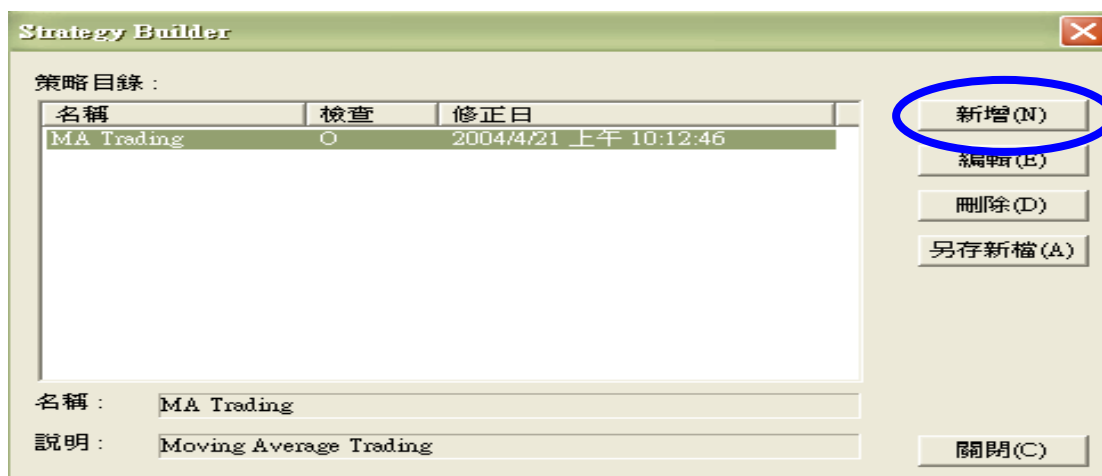 Strategy Builder
策略目錄：
名稱 檢查 修正日
MA Trading O 2004/4/21 上午 10:12:46
新增(N)
編輯(E)
刪除(D)
另存新檔(A)
名稱： MA Trading
說明： Moving Average Trading
關閉(C)